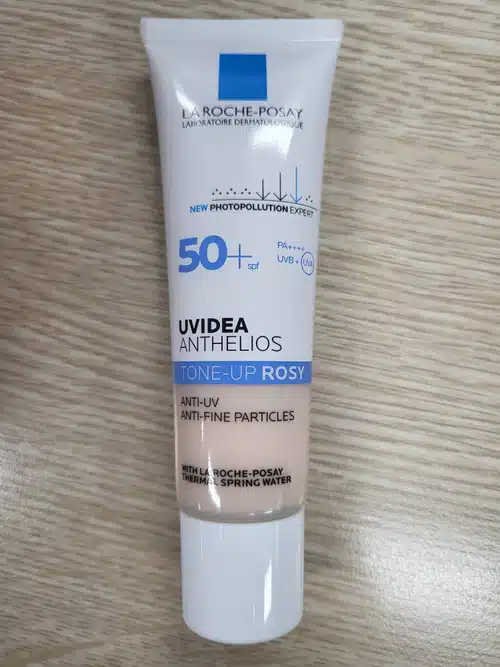 LA ROCHE-POSAY
LABORATOIRE DERMATOLOGIQUE
NEW PHOTOPOLLUTION EXPERT
50+ spf
PA++++
UVB + UVA
UVIDEA
ANTHELIOS
TONE-UP ROSY
ANTI-UV
ANTI-FINE PARTICLES
WITH LA ROCHE-POSAY
THERMAL SPRING WATER